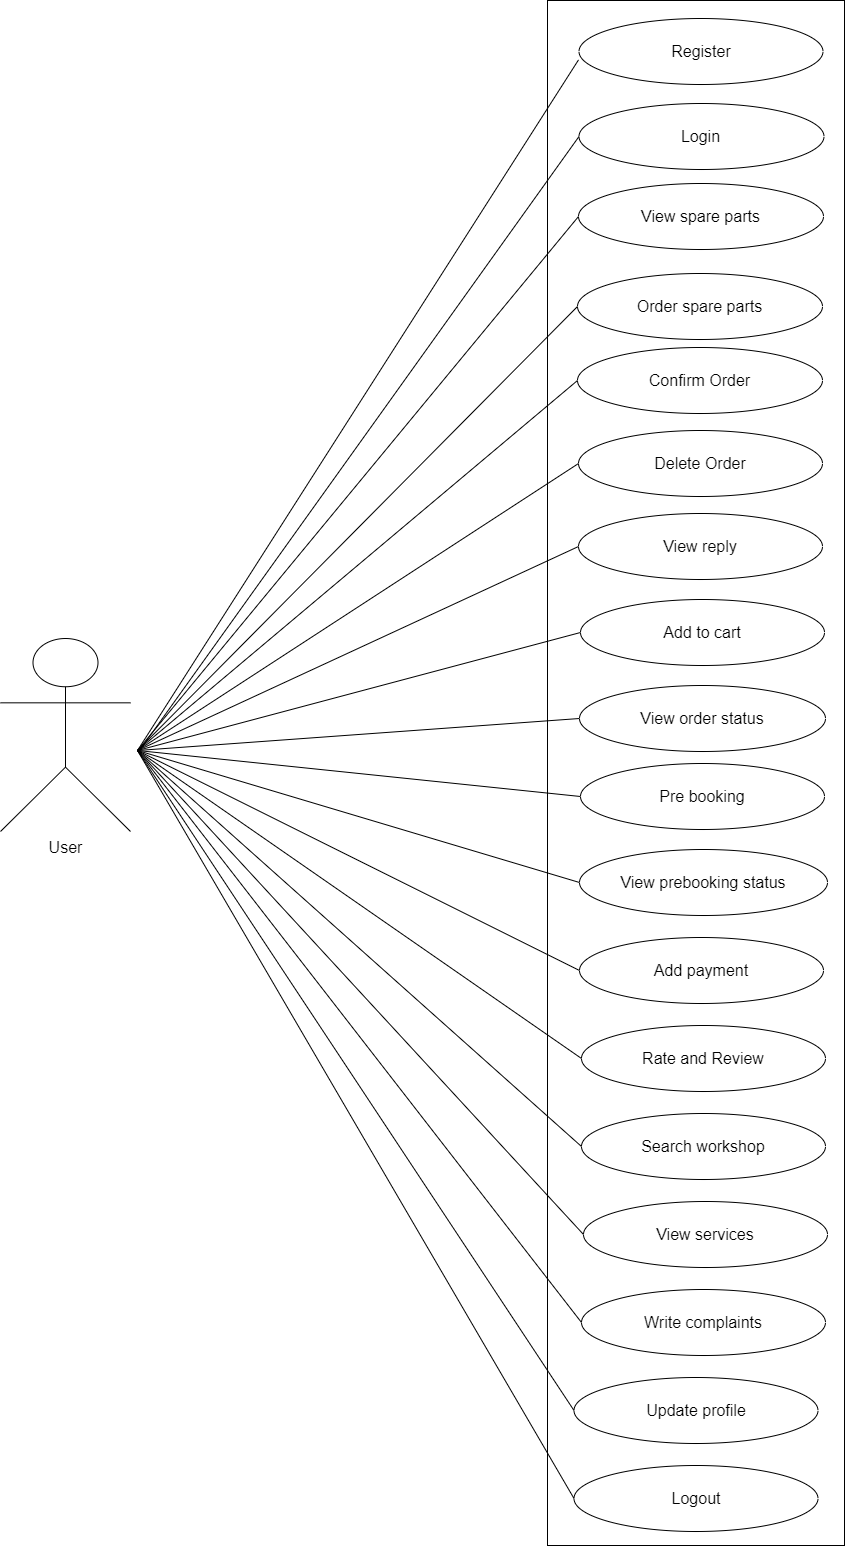 Register
Login
View spare parts
Order spare parts
Confirm Order
Delete Order
View reply
Add to cart
View order status
Pre booking
User
View prebooking status
Add payment
Rate and Review
Search workshop
View services
Write complaints
Update profile
Logout